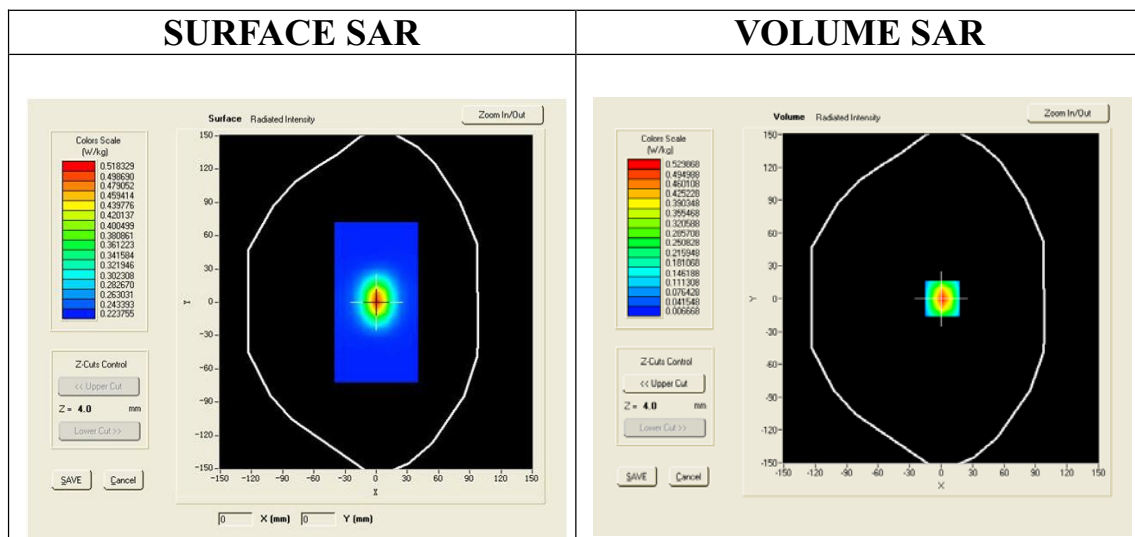 SURFACE SAR
VOLUME SAR
Surface Radiated Intensity
Zoom In/Out
Colors Scale
(W/kg)
0.518329
0.498690
0.479052
0.459414
0.439776
0.420137
0.400499
0.380861
0.361223
0.341584
0.321946
0.302308
0.282670
0.263031
0.243393
0.223755
150
120
90
60
30
0
-30
-60
-90
-120
-150
Y
-150 -120 -90 -60 -30 0 30 60 90 120 150
X
Z-Cuts Control
<< Upper Cut
Z = 4.0 mm
Lower Cut >>
SAVE Cancel
0 X (mm) 0 Y (mm)
Volume Radiated Intensity
Zoom In/Out
Colors Scale
(W/kg)
0.529868
0.494988
0.460108
0.425228
0.390348
0.355468
0.320588
0.285708
0.250828
0.215948
0.181068
0.146188
0.111308
0.076428
0.041548
0.006668
150
120
90
60
30
0
-30
-60
-90
-120
-150
Y
-150 -120 -90 -60 -30 0 30 60 90 120 150
X
Z-Cuts Control
<< Upper Cut
Z = 4.0 mm
Lower Cut >>
SAVE Cancel